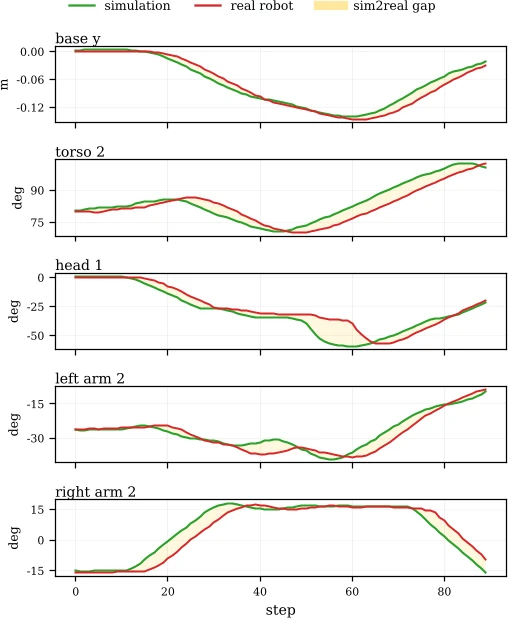 simulation real robot sim2real gap
base y
0.00
-0.06
-0.12
m
torso 2
90
75
deg
head 1
0
-25
-50
deg
left arm 2
-15
-30
deg
right arm 2
15
0
-15
deg
0 20 40 60 80
step